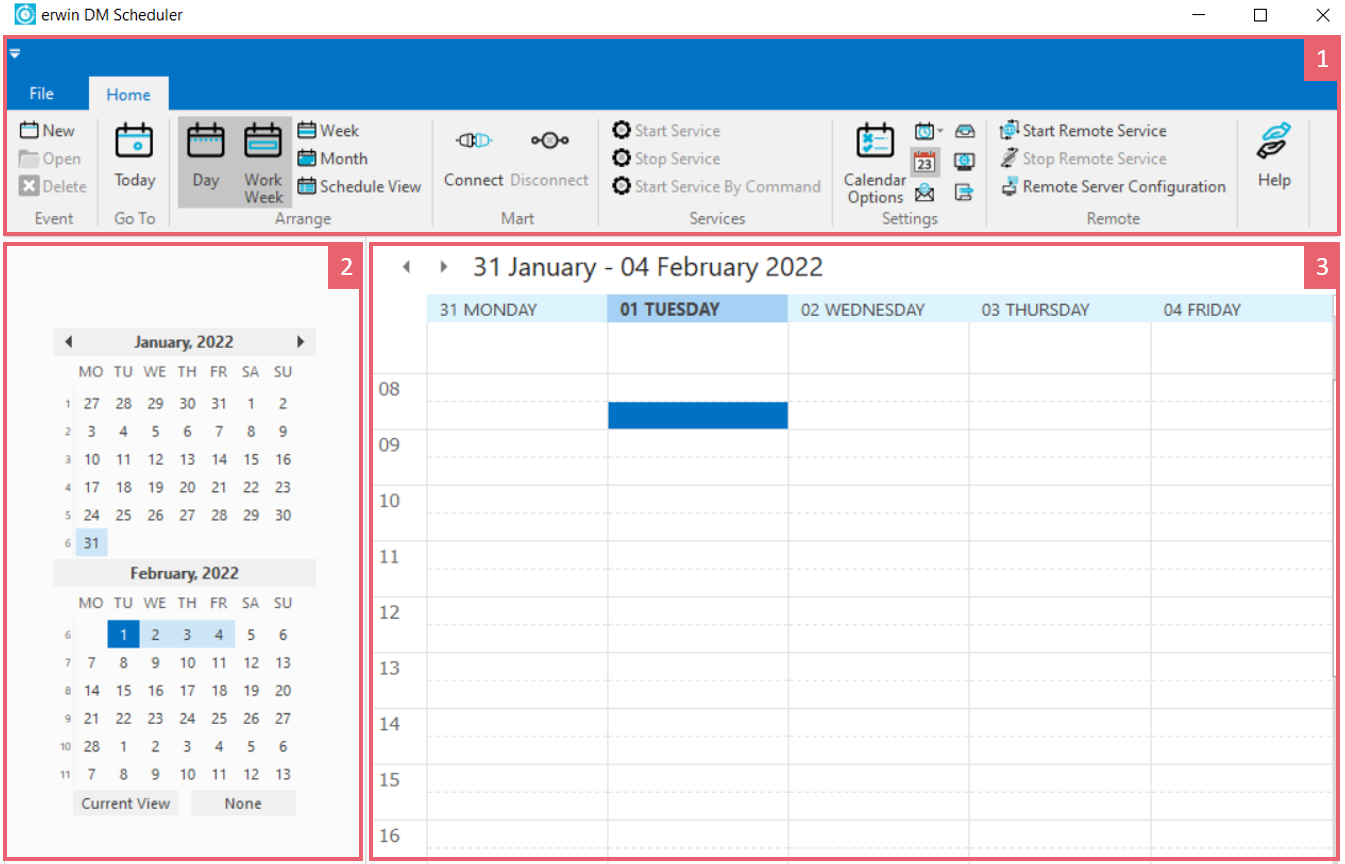 erwin DM Scheduler
1
File Home
New
Open
Delete
Event
Today
Go To
Day
Work
Week
Week
Month
Schedule View
Arrange
Connect Disconnect
Mart
Start Service
Stop Service
Start Service By Command
Services
Calendar
Options
23
Settings
Start Remote Service
Stop Remote Service
Remote Server Configuration
Remote
Help
2
January, 2022
MO TU WE TH FR SA SU
1 27 28 29 30 31 1 2
2 3 4 5 6 7 8 9
3 10 11 12 13 14 15 16
4 17 18 19 20 21 22 23
5 24 25 26 27 28 29 30
6 31
February, 2022
MO TU WE TH FR SA SU
6 1 2 3 4 5 6
7 7 8 9 10 11 12 13
8 14 15 16 17 18 19 20
9 21 22 23 24 25 26 27
10 28 1 2 3 4 5 6
11 7 8 9 10 11 12 13
Current View None
3
31 January - 04 February 2022
31 MONDAY 01 TUESDAY 02 WEDNESDAY 03 THURSDAY 04 FRIDAY
08
09
10
11
12
13
14
15
16